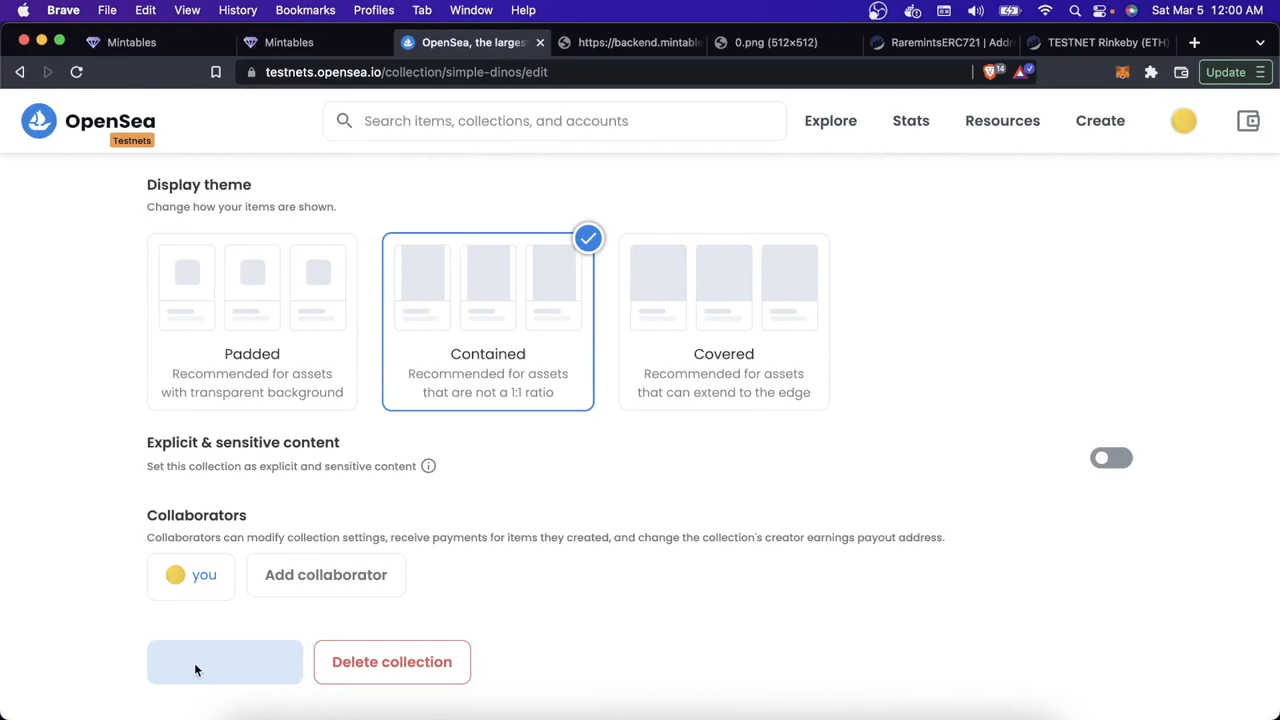 Brave File Edit View History Bookmarks Profiles Tab Window Help
14 Sat Mar 5 12:00 AM
Mintables
Mintables
OpenSea, the larges
https://backend.mintable
0.png (512×512)
RaremintsERC721 | Addr
TESTNET Rinkeby (ETH)
testnets.opensea.io/collection/simple-dinos/edit
14
Update
OpenSea
Testnets
Search items, collections, and accounts
Explore
Stats
Resources
Create
Display theme
Change how your items are shown.
Padded
Recommended for assets
with transparent background
Contained
Recommended for assets
that are not a 1:1 ratio
Covered
Recommended for assets
that can extend to the edge
Explicit & sensitive content
Set this collection as explicit and sensitive content
Collaborators
Collaborators can modify collection settings, receive payments for items they created, and change the collection's creator earnings payout address.
you
Add collaborator
Delete collection